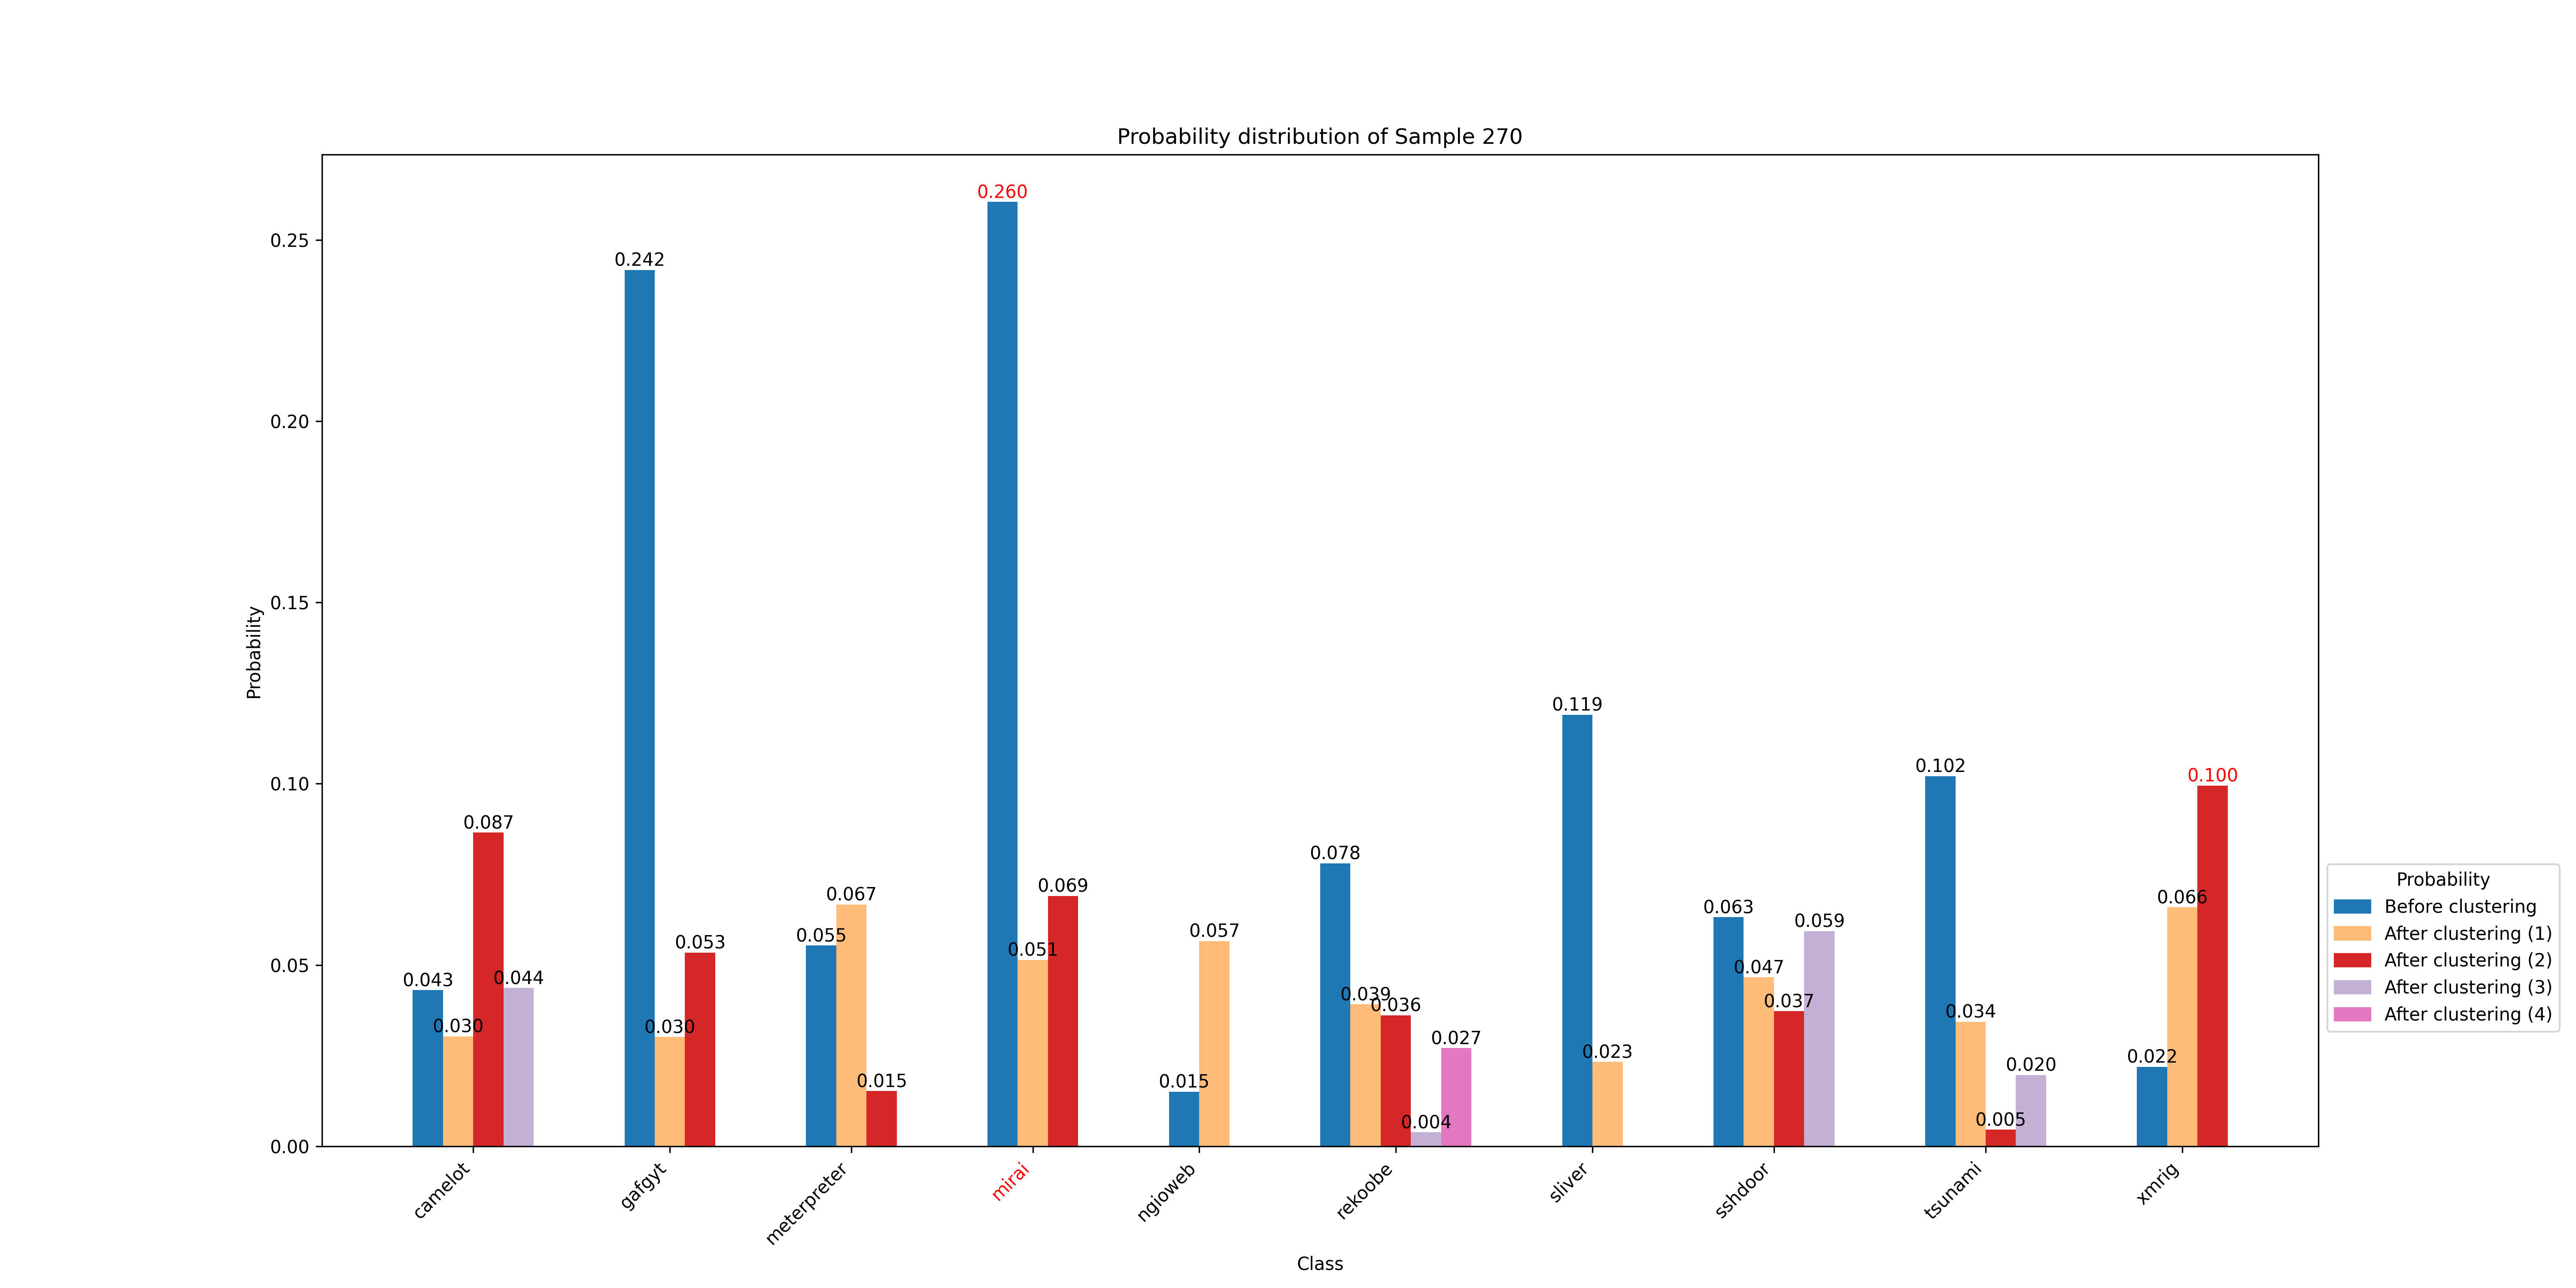 Probability distribution of Sample 270
Probability
0.25
0.20
0.15
0.10
0.05
0.00
0.043
0.030
0.087
0.044
0.242
0.030
0.053
0.055
0.067
0.015
0.260
0.051
0.069
0.015
0.057
0.078
0.039
0.036
0.004
0.027
0.119
0.023
0.063
0.047
0.037
0.059
0.102
0.034
0.005
0.020
0.022
0.066
0.100
camelot
gafgyt
meterpreter
mirai
ngioweb
rekoobe
sliver
sshdoor
tsunami
xmrig
Class
Probability
Before clustering
After clustering (1)
After clustering (2)
After clustering (3)
After clustering (4)